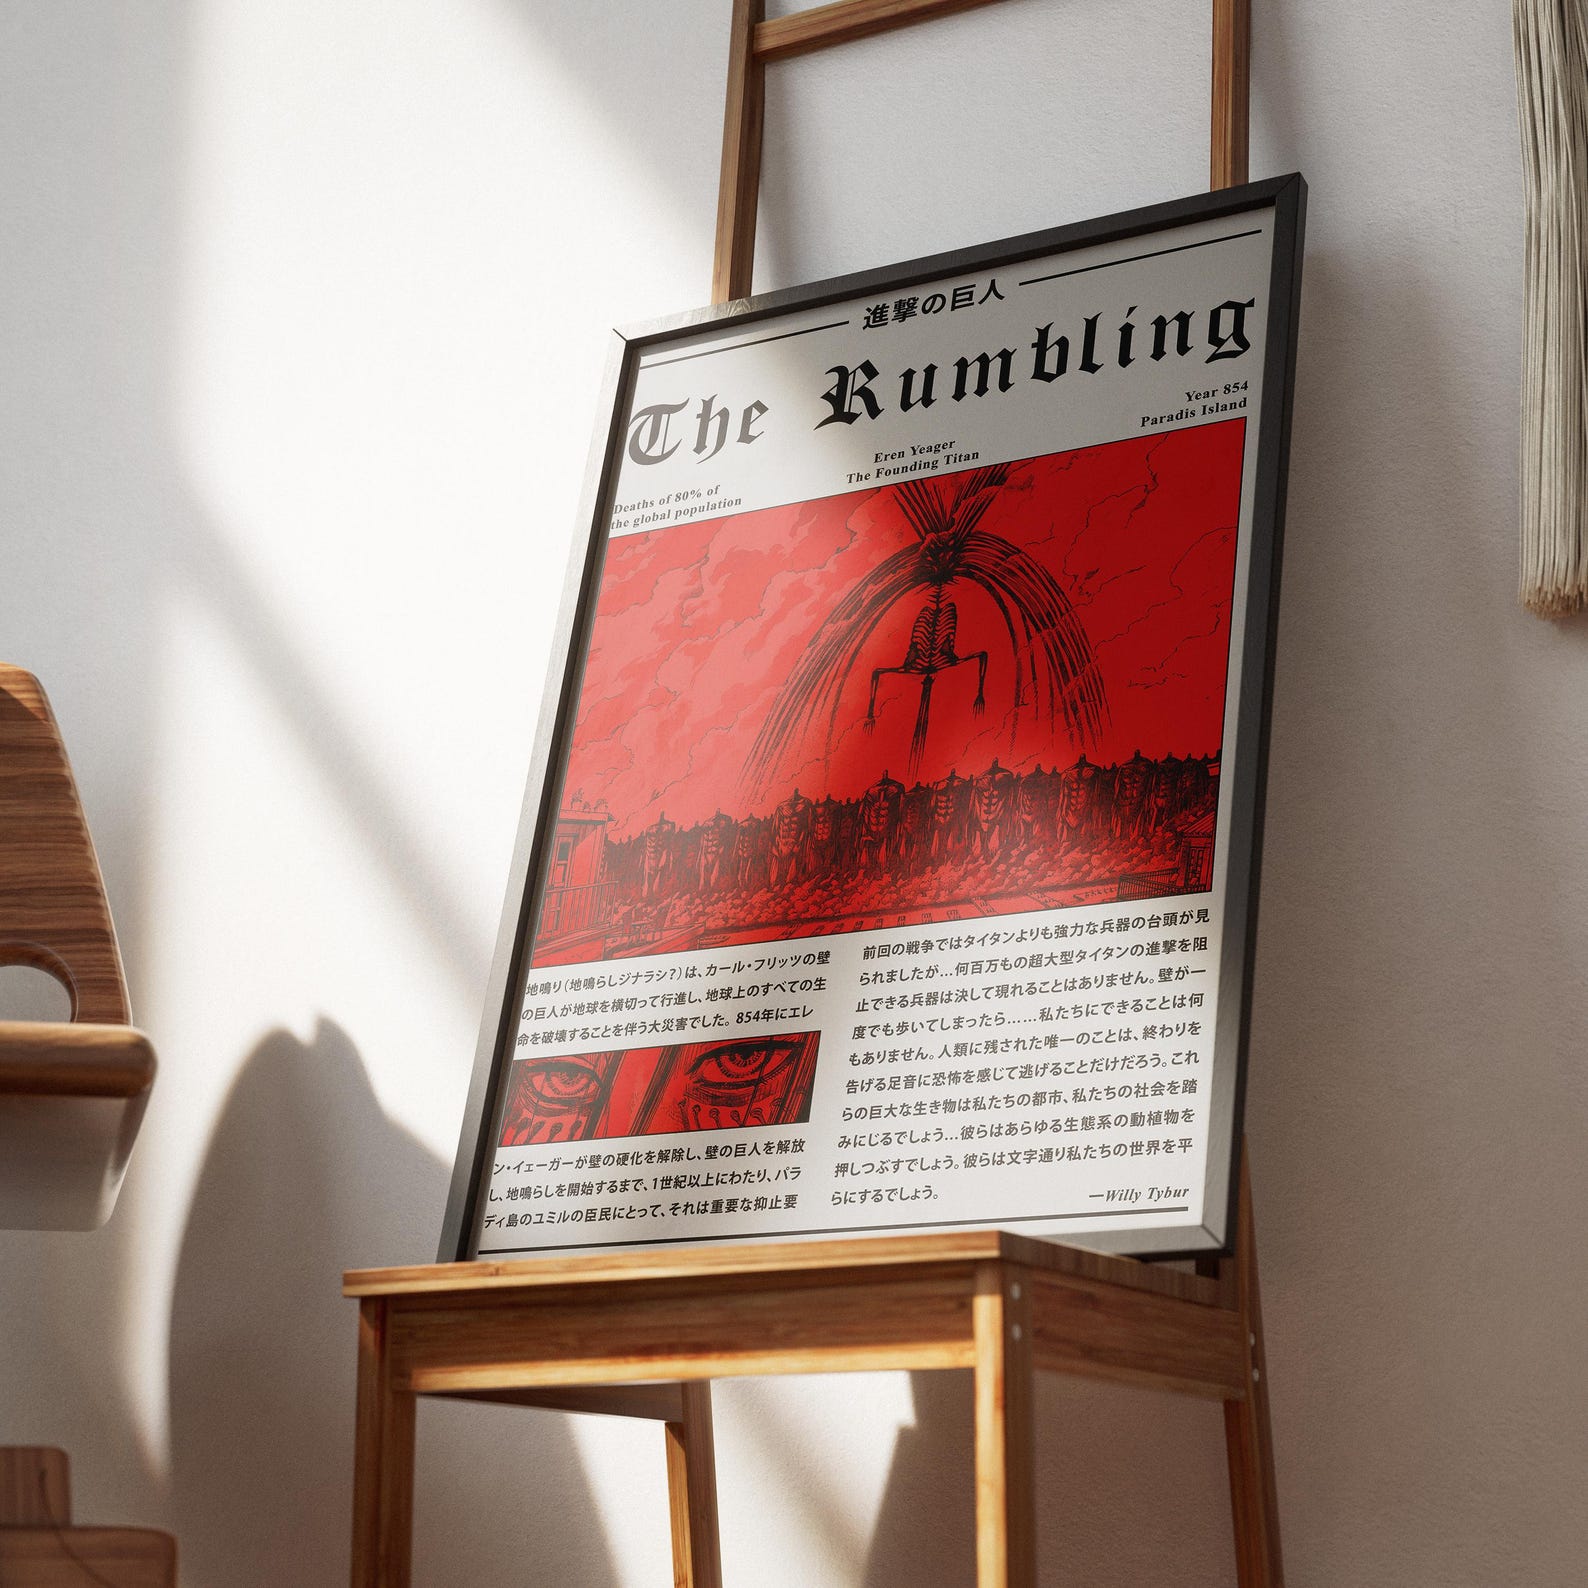 進撃の巨人
The Rumbling
Deaths of 80% of
the global population
Eren Yeager
The Founding Titan
Year 854
Paradis Island
地鳴り(地鳴らしジナラシ?)は、カール・フリッツの壁
の巨人が地球を横切って行進し、地球上のすべての生
命を破壊することを伴う大災害でした。854年にエレ
ン・イェーガーが壁の硬化を解除し、壁の巨人を解放
し、地鳴らしを開始するまで、1世紀以上にわたり、パラ
ディ島のユミルの臣民にとって、それは重要な抑止要
前回の戦争ではタイタンよりも強力な兵器の台頭が見
られましたが...何百万もの超大型タイタンの進撃を阻
止できる兵器は決して現れることはありません。壁が一
度でも歩いてしまったら……私たちにできることは何
もありません。人類に残された唯一のことは、終わりを
告げる足音に恐怖を感じて逃げることだけだろう。これ
らの巨大な生き物は私たちの都市、私たちの社会を踏
みにじるでしょう...彼らはあらゆる生態系の動植物を
押しつぶすでしょう。彼らは文字通り私たちの世界を平
らにするでしょう。
—Willy Tybur